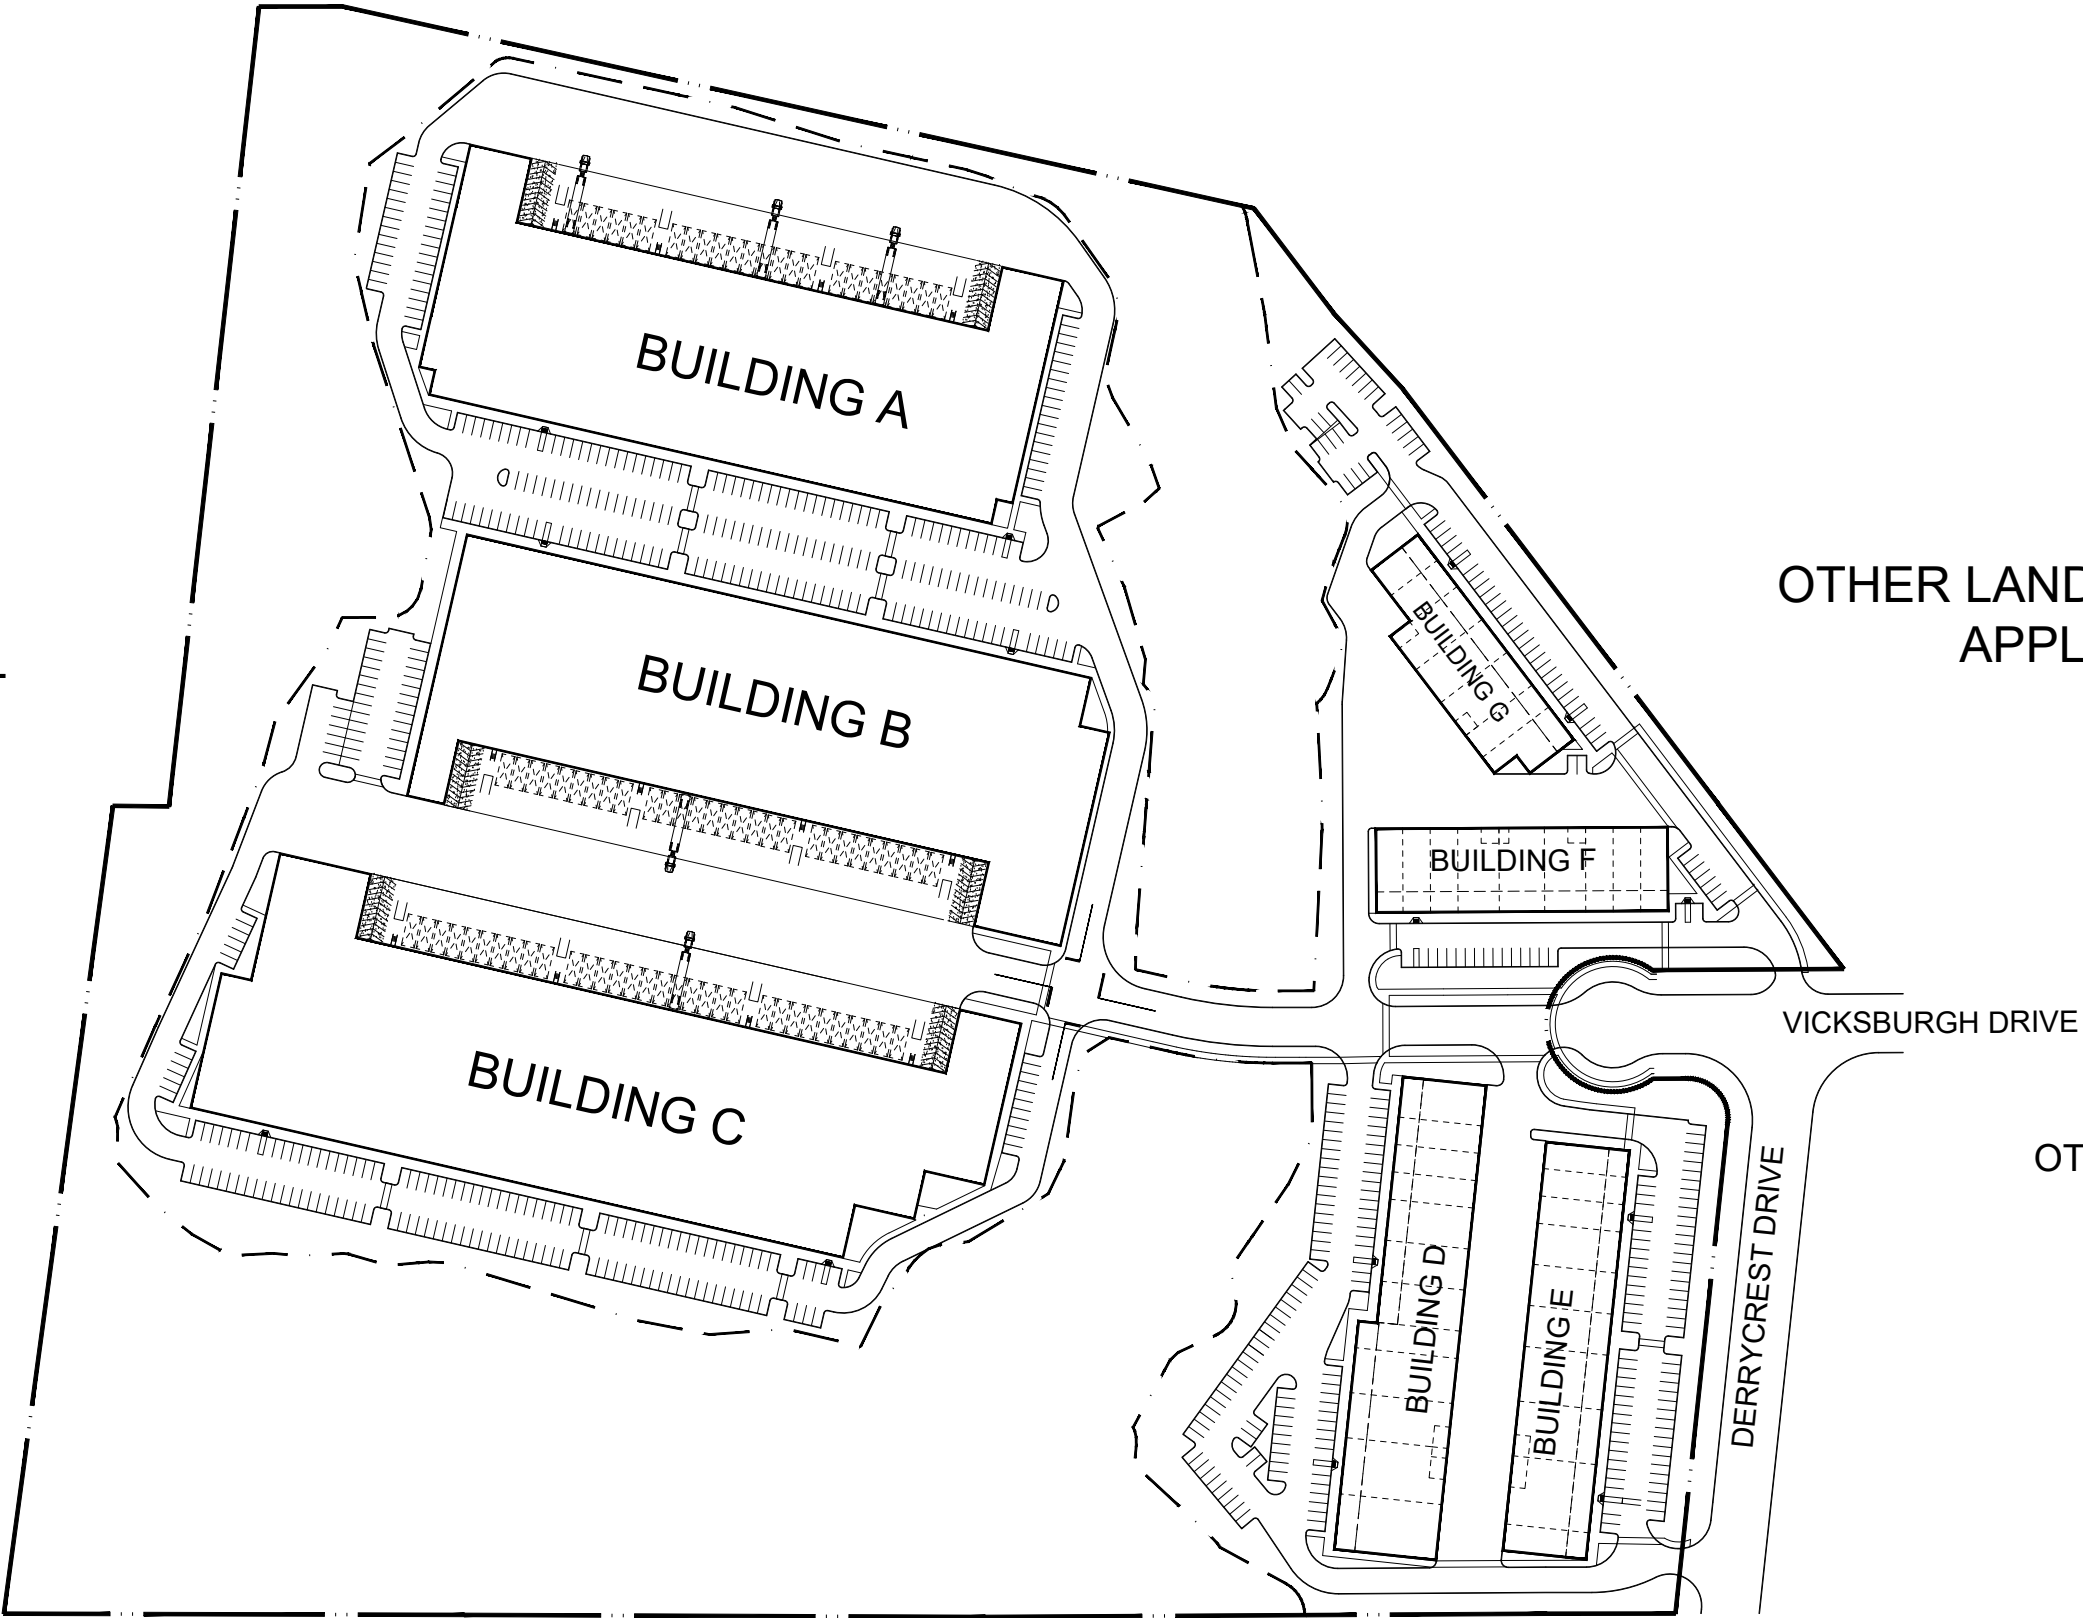 BUILDING A
BUILDING B
BUILDING C
BUILDING G
BUILDING F
BUILDING D
BUILDING E
OTHER LAND
APPL
VICKSBURGH DRIVE
OT
DERRYCREST DRIVE